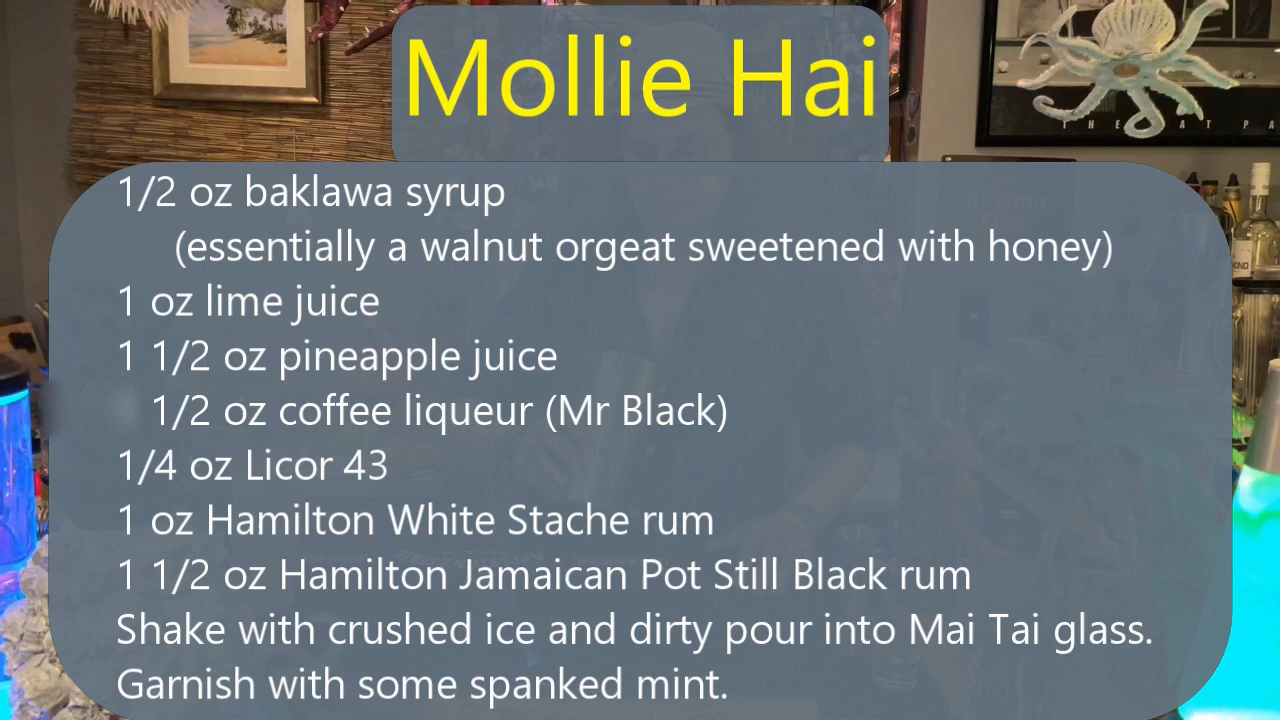 Mollie Hai
1/2 oz baklawa syrup
(essentially a walnut orgeat sweetened with honey)
1 oz lime juice
1 1/2 oz pineapple juice
1/2 oz coffee liqueur (Mr Black)
1/4 oz Licor 43
1 oz Hamilton White Stache rum
1 1/2 oz Hamilton Jamaican Pot Still Black rum
Shake with crushed ice and dirty pour into Mai Tai glass.
Garnish with some spanked mint.